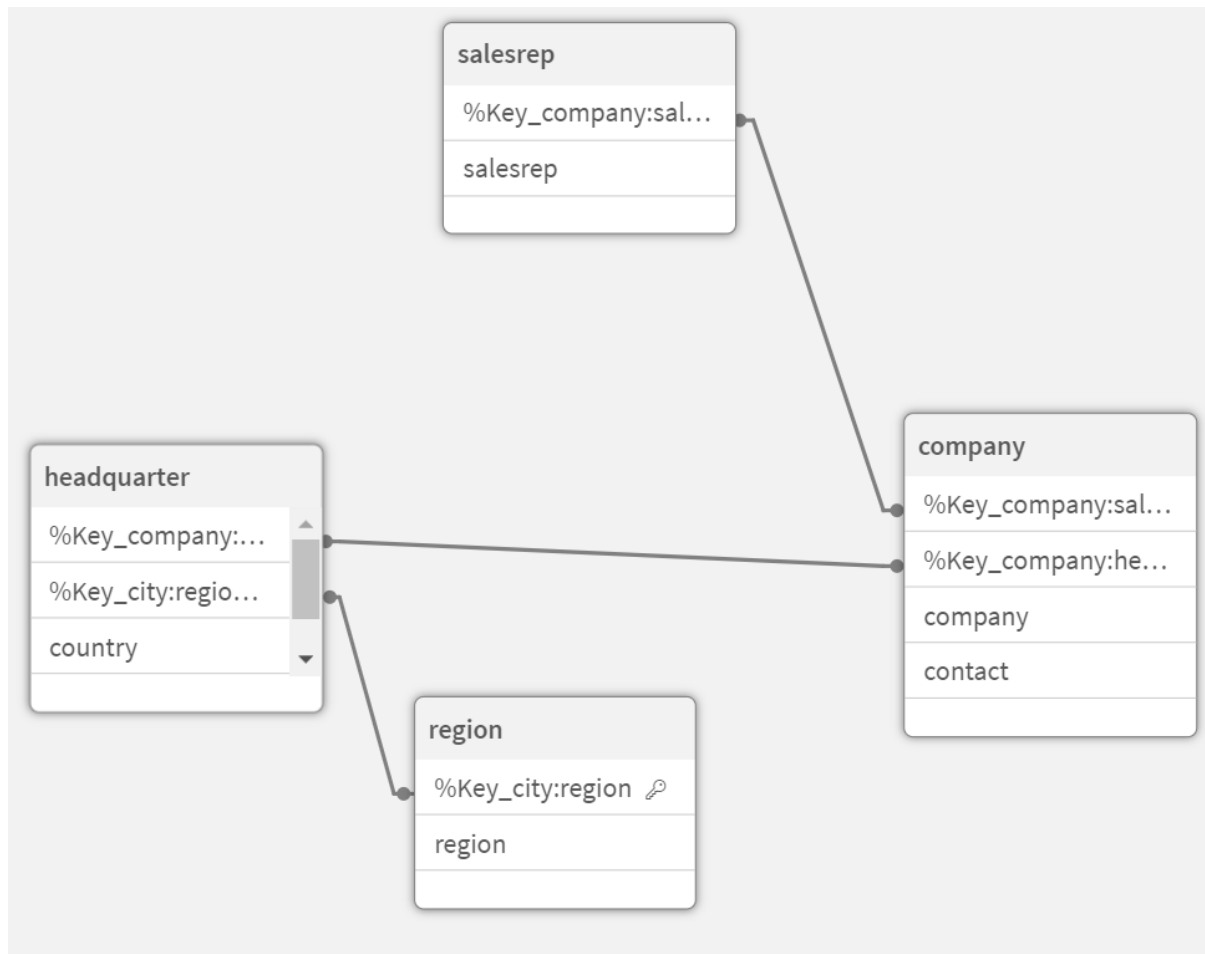 salesrep
%Key_company:sal...
salesrep
headquarter
%Key_company:...
%Key_city:regio...
country
company
%Key_company:sal...
%Key_company:he...
company
contact
region
%Key_city:region
region